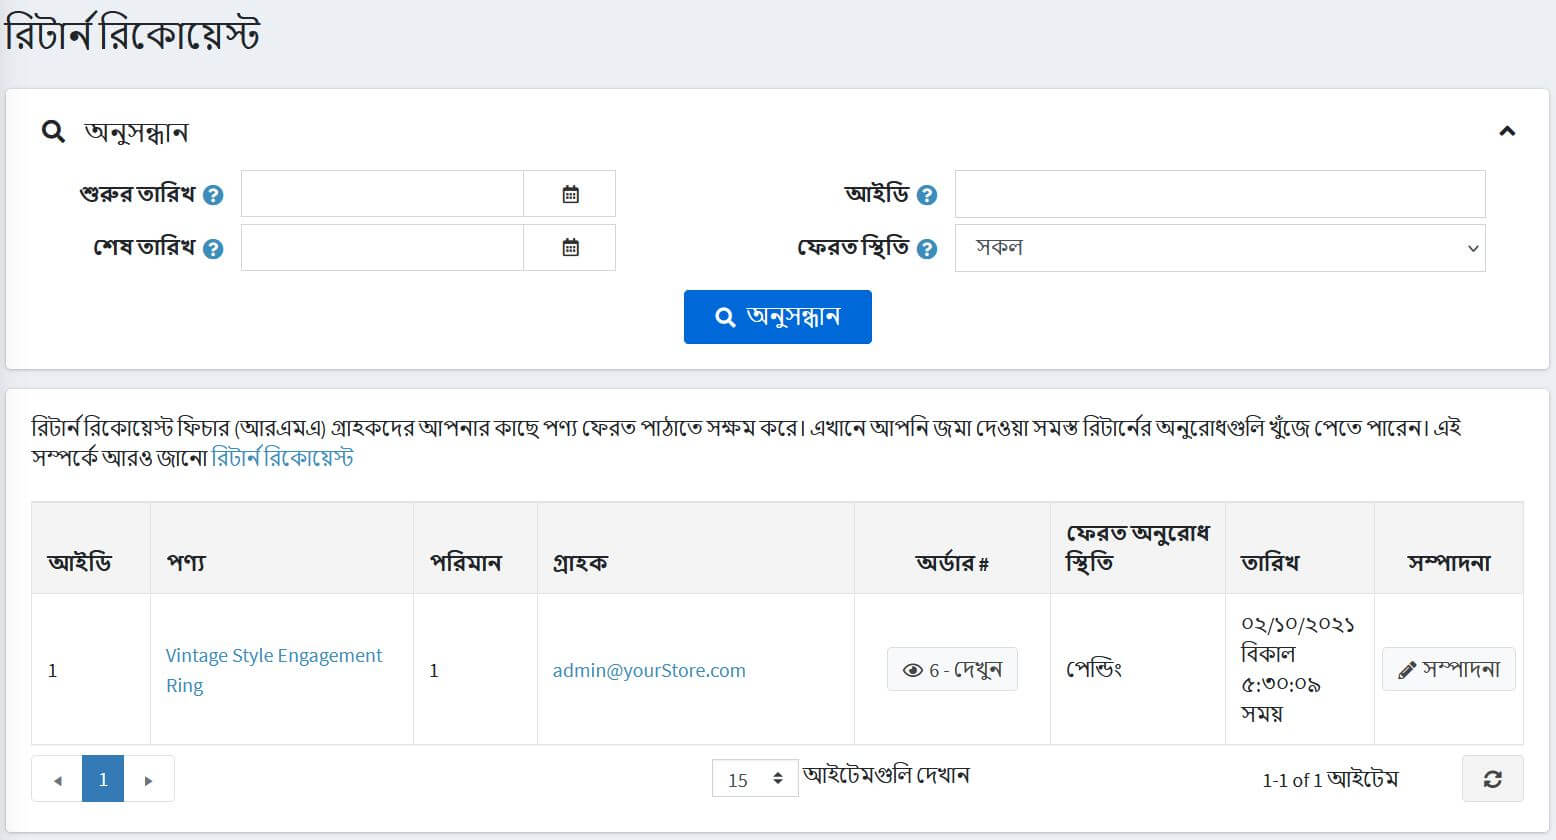 রিটার্ন রিকোয়েস্ট
অনুসন্ধান
শুরুর তারিখ
আইডি
শেষ তারিখ
ফেরত স্থিতি
সকল
অনুসন্ধান
রিটার্ন রিকোয়েস্ট ফিচার (আরএমএ) গ্রাহকদের আপনার কাছে পণ্য ফেরত পাঠাতে সক্ষম করে। এখানে আপনি জমা দেওয়া সমস্ত রিটার্নের অনুরোধগুলি খুঁজে পেতে পারেন। এই
সম্পর্কে আরও জানো রিটার্ন রিকোয়েস্ট
আইডি
পণ্য
পরিমান
গ্রাহক
অর্ডার #
ফেরত অনুরোধ
স্থিতি
তারিখ
সম্পাদনা
1
Vintage Style Engagement
Ring
1
admin@yourStore.com
6 - দেখুন
পেন্ডিং
০২/১০/২০২১
বিকাল
৫:৩০:০৯
সময়
সম্পাদনা
1
15 আইটেমগুলি দেখান
1-1 of 1 আইটেম